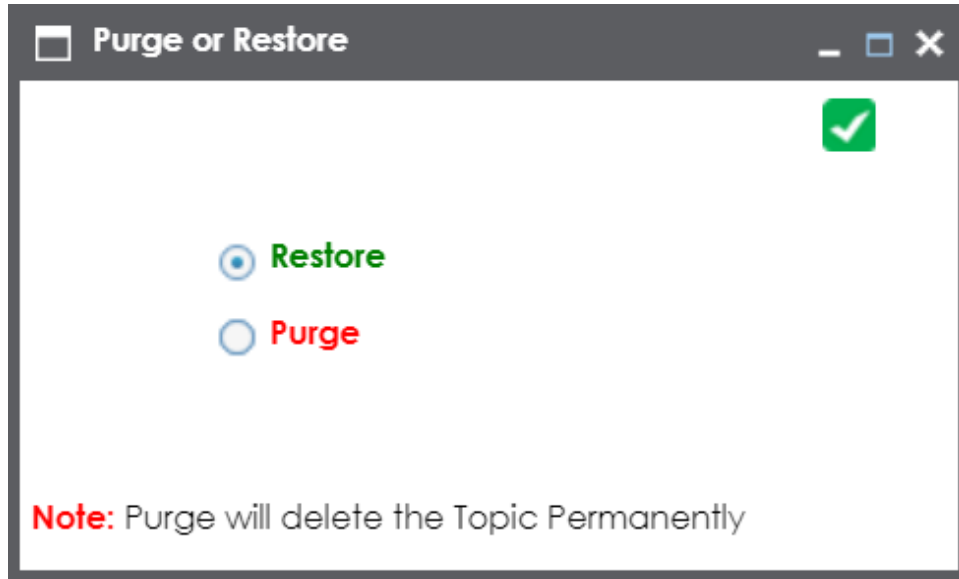 Purge or Restore
Restore
Purge
Note: Purge will delete the Topic Permanently